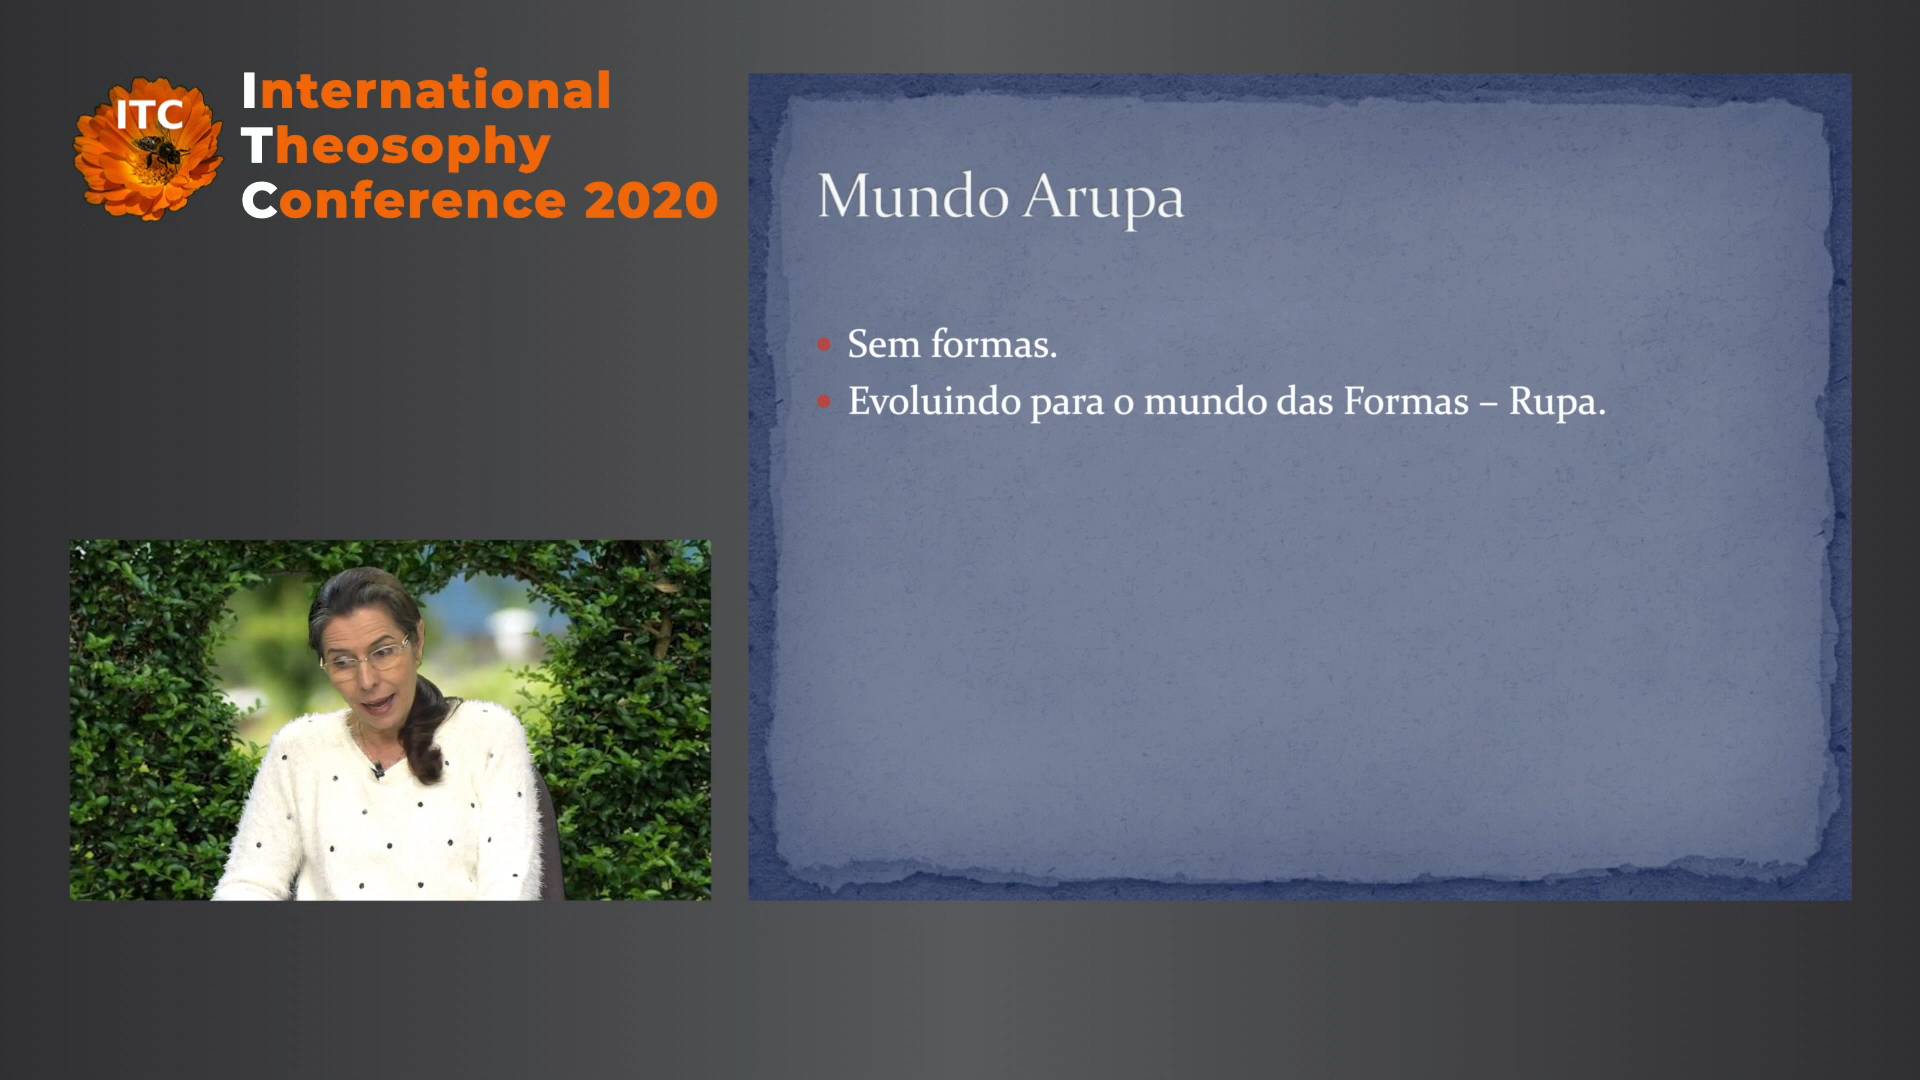 ITC
International
Theosophy
Conference 2020
Mundo Arupa
• Sem formas.
• Evoluindo para o mundo das Formas – Rupa.